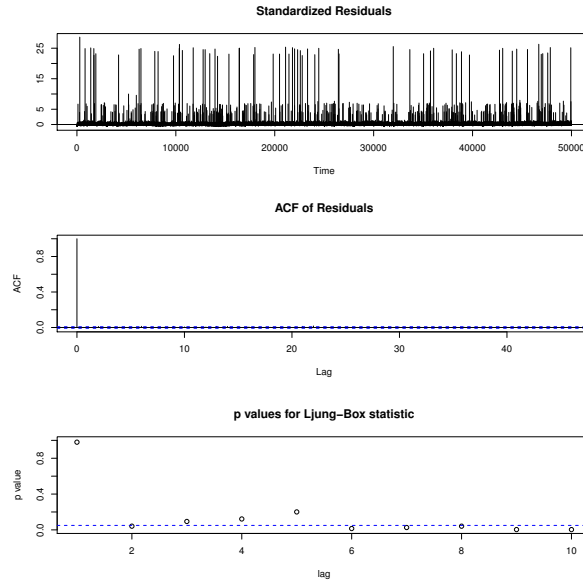 Standardized Residuals
25
15
5
0
0 10000 20000 30000 40000 50000
Time
ACF of Residuals
ACF
0.8
0.4
0.0
0 10 20 30 40
Lag
p values for Ljung−Box statistic
p value
0.8
0.4
0.0
2 4 6 8 10
lag